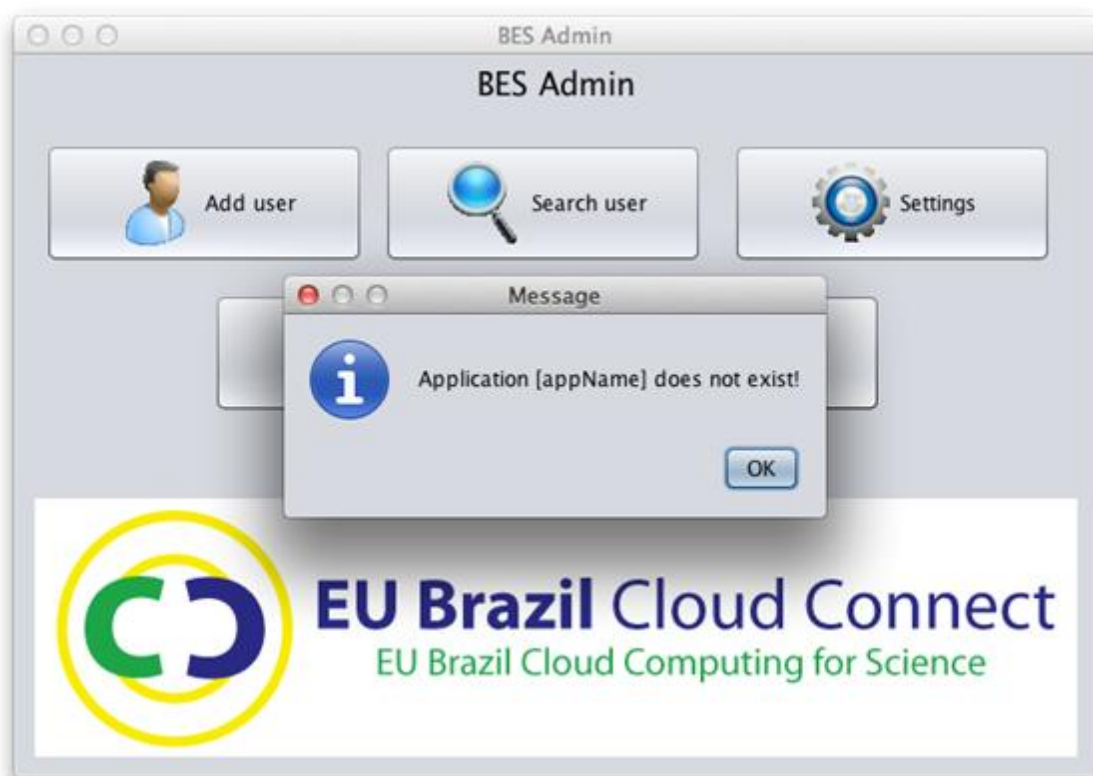 BES Admin
BES Admin
Add user
Search user
Settings
Message
Application [appName] does not exist!
OK
EU Brazil Cloud Connect
EU Brazil Cloud Computing for Science